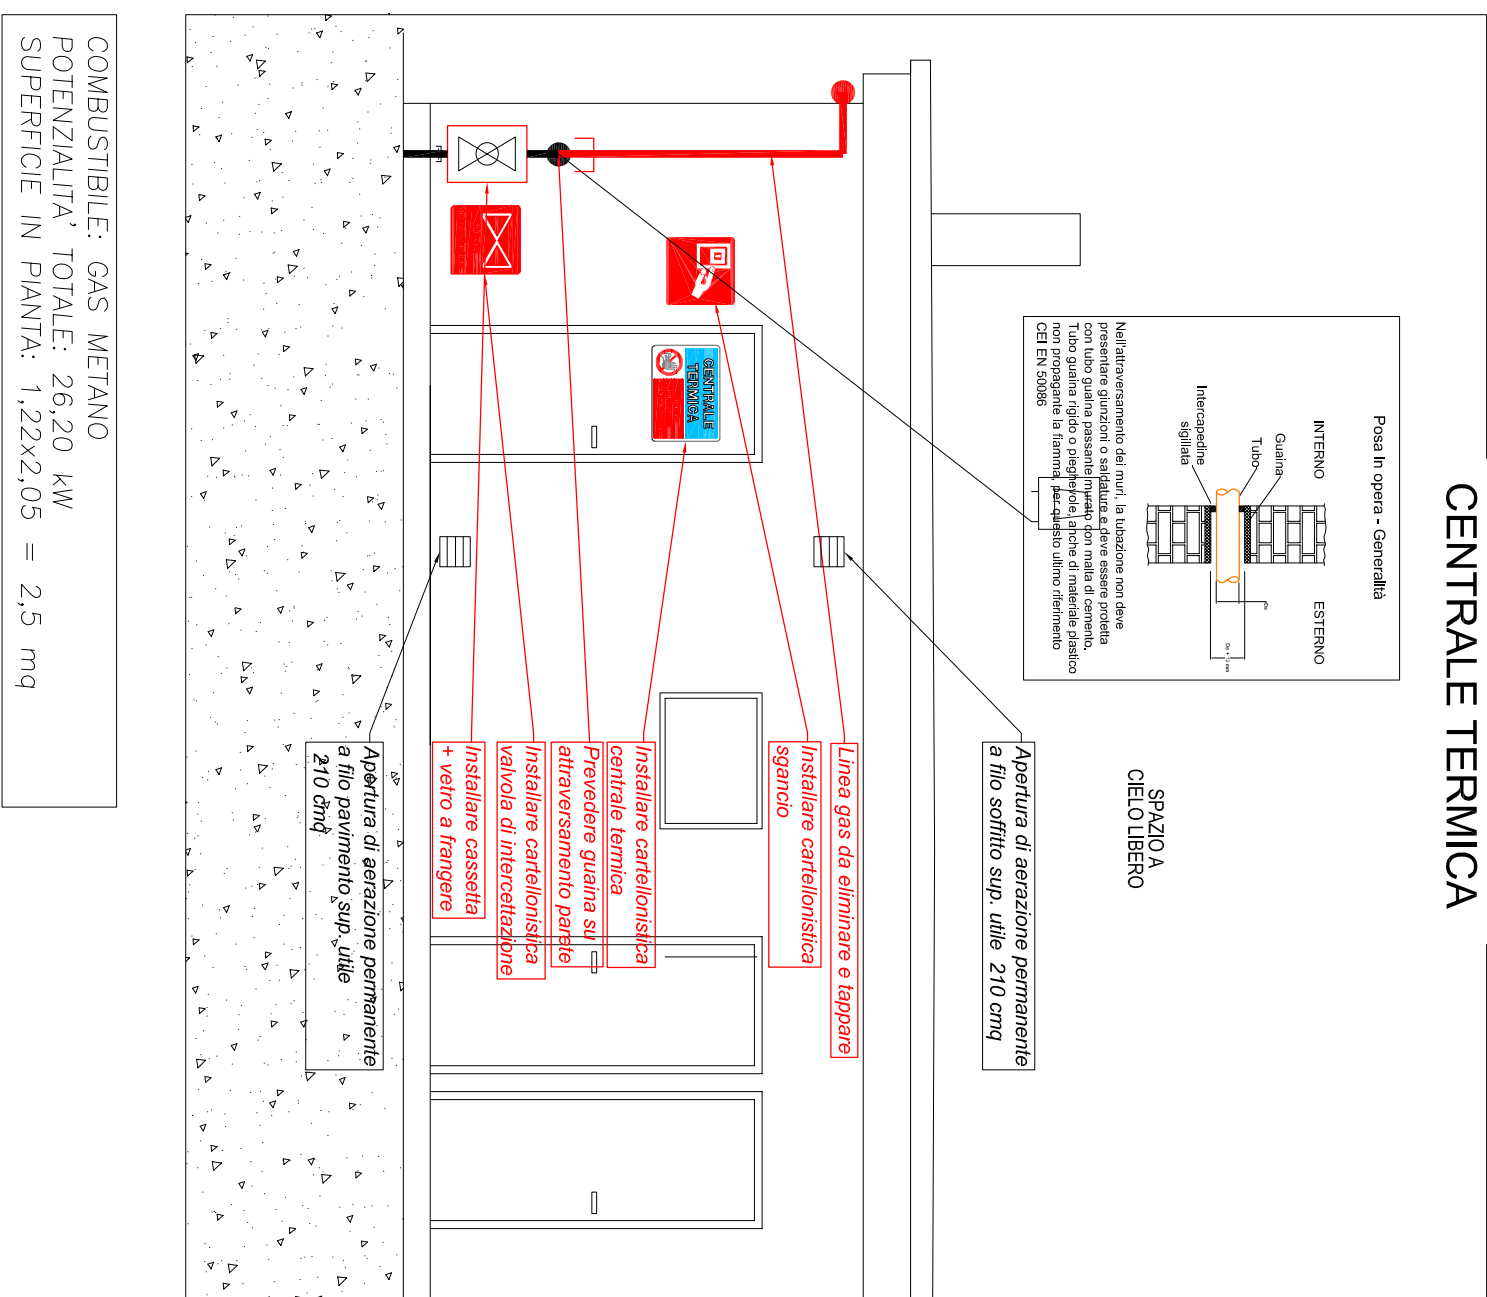 CENTRALE TERMICA
Posa in opera - Generalità
INTERNO
ESTERNO
Guaina
Tubo
Intercapedine
sigillata
De
De + 10 mm
Nell'attraversamento dei muri, la tubazione non deve
presentare giunzioni o saldature e deve essere protetta
con tubo guaina passante murato con malta di cemento.
Tubo guaina rigido o pieghevole, anche di materiale plastico
non propagante la fiamma, per questo ultimo riferimento
CEI EN 50086
SPAZIO A
CIELO LIBERO
Apertura di aerazione permanente
a filo soffitto sup. utile 210 cmq
Linea gas da eliminare e tappare
Installare cartellonistica
sgancio
Installare cartellonistica
centrale termica
Prevedere guaina su
attraversamento parete
Installare cartellonistica
valvola di intercettazione
Installare cassetta
+ vetro a frangere
Apertura di aerazione permanente
a filo pavimento sup. utile
210 cmq
CENTRALE
TERMICA
COMBUSTIBILE: GAS METANO
POTENZIALITA' TOTALE: 26,20 kW
SUPERFICIE IN PIANTA: 1,22x2,05 = 2,5 mq